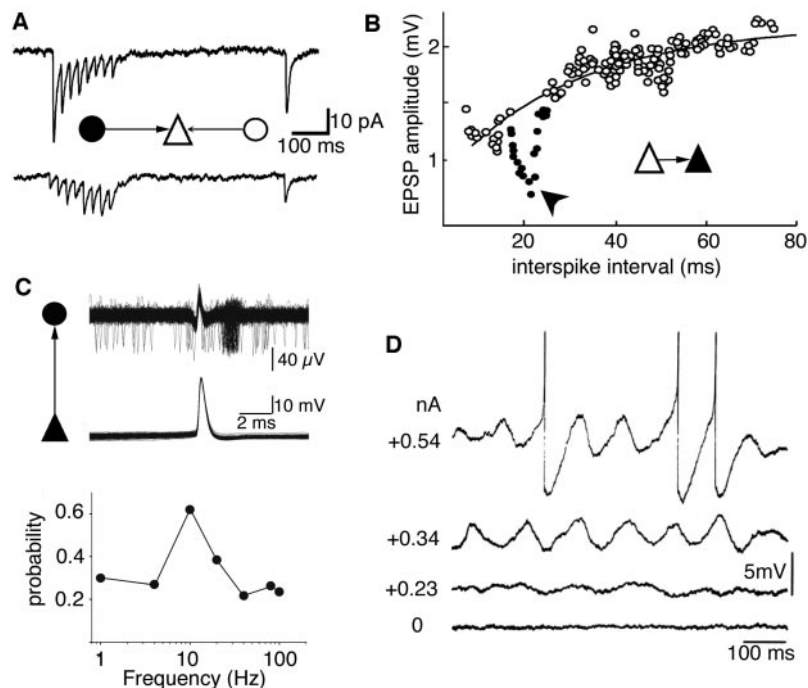 A
10 pA
100 ms
B
EPSP amplitude (mV)
2
1
20 40 60 80
interspike interval (ms)
C
40 µV
10 mV
2 ms
probability
0.6
0.4
0.2
1 10 100
Frequency (Hz)
D
nA
+0.54
+0.34
+0.23
0
5mV
100 ms